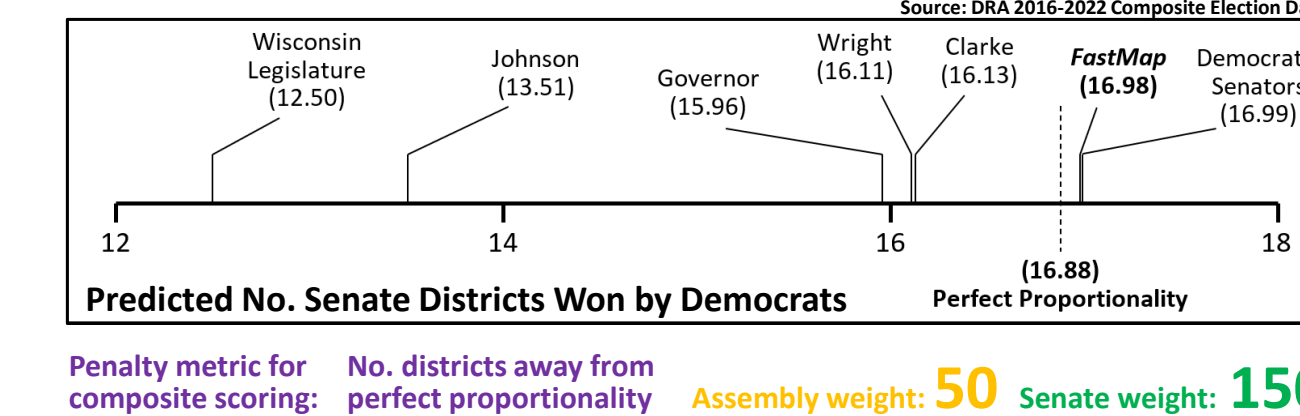 Source: DRA 2016-2022 Composite Election
Wisconsin
Legislature
(12.50)
Johnson
(13.51)
Governor
(15.96)
Wright
(16.11)
Clarke
(16.13)
FastMap
(16.98)
Democrat
Senators
(16.99)
12
14
16
18
(16.88)
Perfect Proportionality
Predicted No. Senate Districts Won by Democrats
Penalty metric for
composite scoring:
No. districts away from
perfect proportionality
Assembly weight: 50
Senate weight: 150